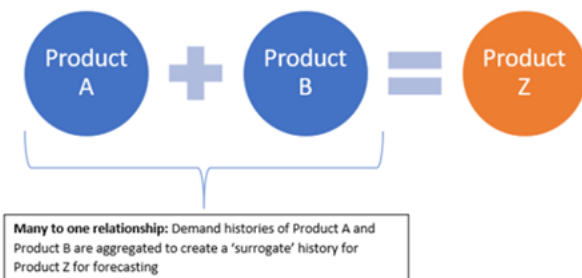 Product
A
Product
B
Product
Z
Many to one relationship: Demand histories of Product A and
Product B are aggregated to create a 'surrogate' history for
Product Z for forecasting